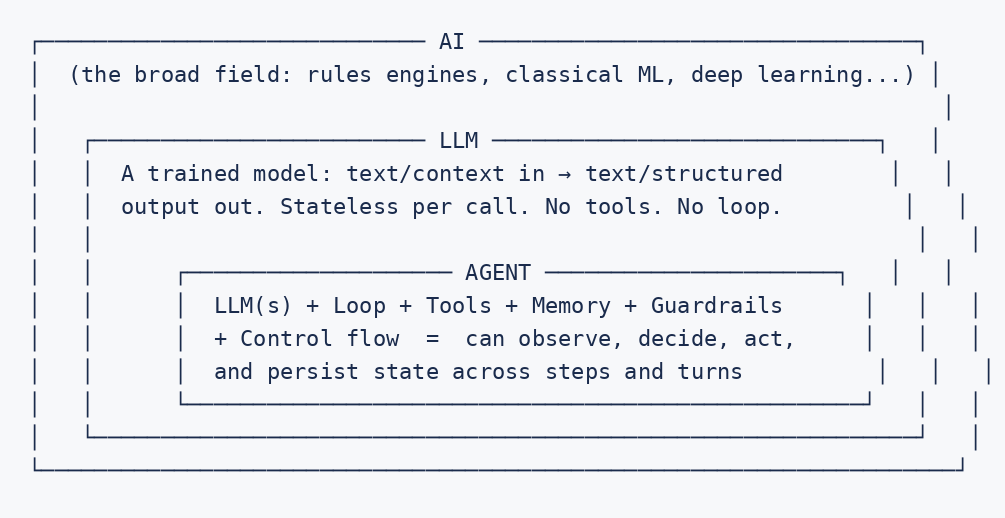 AI
(the broad field: rules engines, classical ML, deep learning...)
LLM
A trained model: text/context in → text/structured
output out. Stateless per call. No tools. No loop.
AGENT
LLM(s) + Loop + Tools + Memory + Guardrails
+ Control flow  =  can observe, decide, act,
and persist state across steps and turns